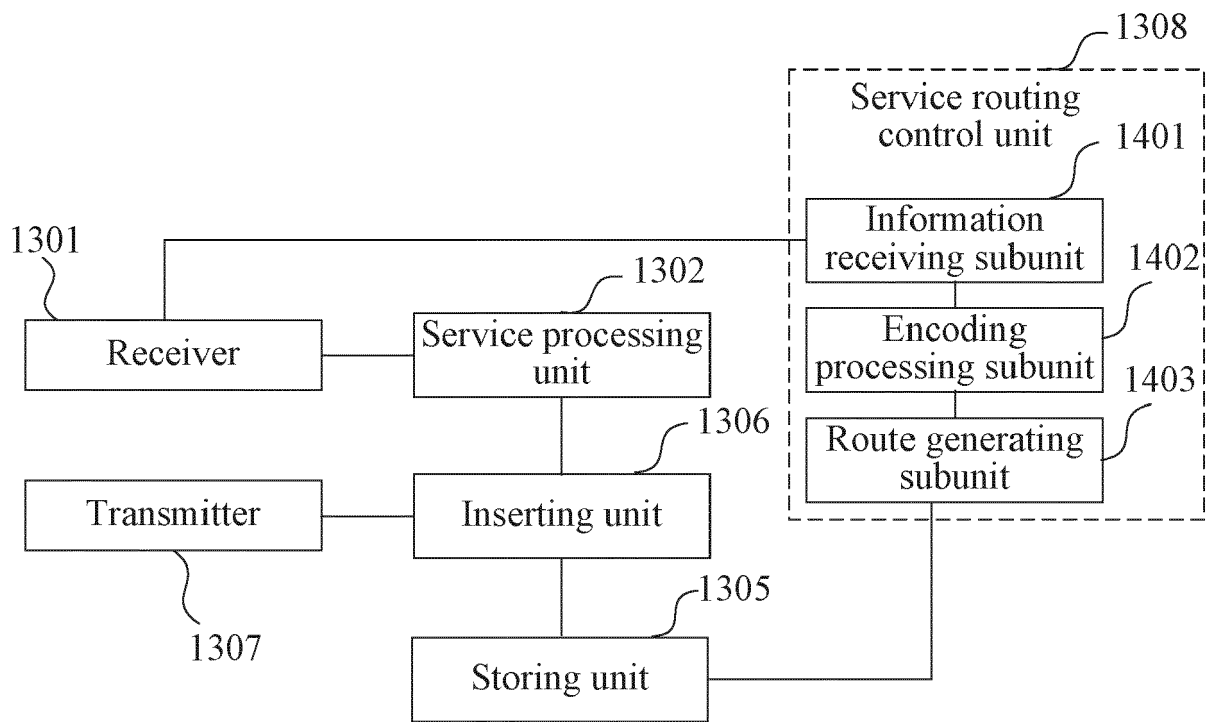 1308
Service routing
control unit
1401
Information
receiving subunit
1301
1402
1302
Receiver
Service processing
unit
Encoding
processing subunit
1403
1306
Route generating
subunit
Transmitter
Inserting unit
1305
1307
Storing unit